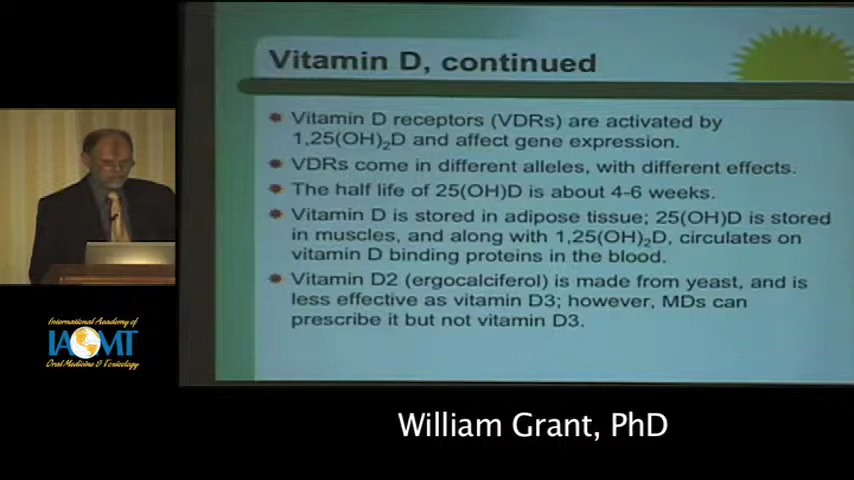 Vitamin D, continued
Vitamin D receptors (VDRs) are activated by
1,25(OH)₂D and affect gene expression.
VDRs come in different alleles, with different effects.
The half life of 25(OH)D is about 4-6 weeks.
Vitamin D is stored in adipose tissue; 25(OH)D is stored
in muscles, and along with 1,25(OH)₂D, circulates on
vitamin D binding proteins in the blood.
Vitamin D2 (ergocalciferol) is made from yeast, and is
less effective as vitamin D3; however, MDs can
prescribe it but not vitamin D3.
International Academy of
IAOMT
Oral Medicine & Toxicology
William Grant, PhD